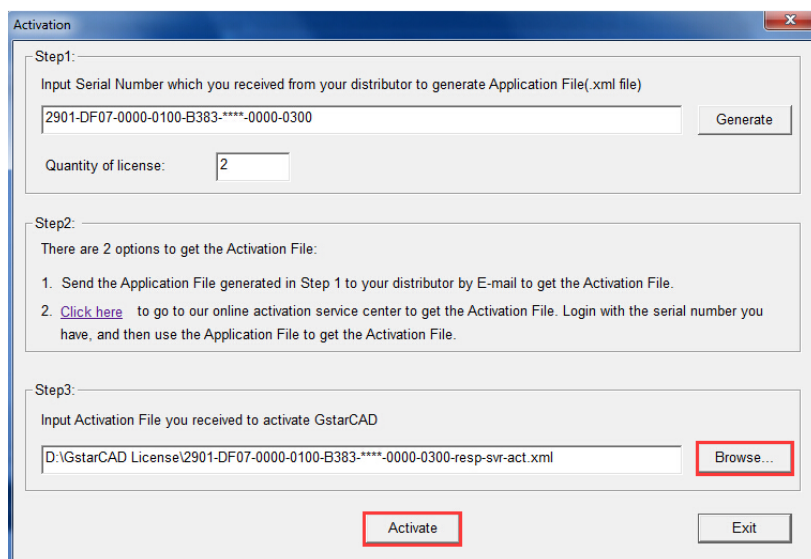 Activation
Step1:
Input Serial Number which you received from your distributor to generate Application File(.xml file)
2901-DF07-0000-0100-B383-****-0000-0300
Generate
Quantity of license:
2
Step2:
There are 2 options to get the Activation File:
1. Send the Application File generated in Step 1 to your distributor by E-mail to get the Activation File.
2. Click here to go to our online activation service center to get the Activation File. Login with the serial number you
have, and then use the Application File to get the Activation File.
Step3:
Input Activation File you received to activate GstarCAD
D:\GstarCAD License\2901-DF07-0000-0100-B383-****-0000-0300-resp-svr-act.xml
Browse...
Activate
Exit